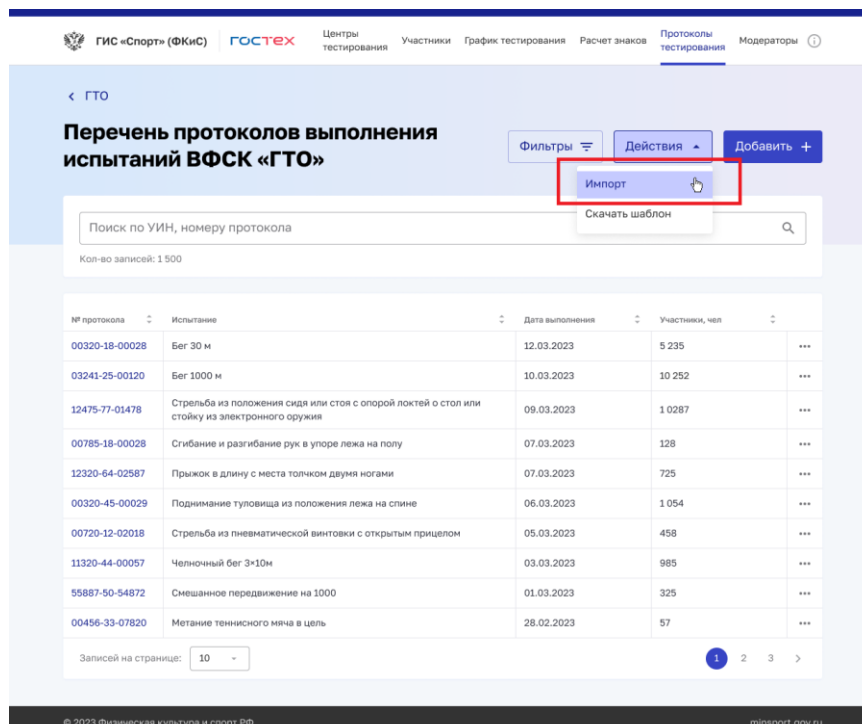 ГИС «Спорт» (ФКиС)
ГОСТЕХ
Центры
тестирования
Участники
График тестирования
Расчет знаков
Протоколы
тестирования
Модераторы
ГТО
Перечень протоколов выполнения
испытаний ВФСК «ГТО»
Фильтры
Действия
Добавить +
Импорт
Скачать шаблон
Поиск по УИН, номеру протокола
Кол-во записей: 1 500
№ протокола Испытание Дата выполнения Участники, чел
00320-18-00028 Бег 30 м 12.03.2023 5 235
03241-25-00120 Бег 1000 м 10.03.2023 10 252
12475-77-01478 Стрельба из положения сидя или стоя с опорой локтей о стол или
стойку из электронного оружия 09.03.2023 1 0287
00785-18-00028 Сгибание и разгибание рук в упоре лежа на полу 07.03.2023 128
12320-64-02587 Прыжок в длину с места толчком двумя ногами 07.03.2023 725
00320-45-00029 Поднимание туловища из положения лежа на спине 06.03.2023 1 054
00720-12-02018 Стрельба из пневматической винтовки с открытым прицелом 05.03.2023 458
11320-44-00057 Челночный бег 3×10м 03.03.2023 985
55887-50-54872 Смешанное передвижение на 1000 01.03.2023 325
00456-33-07820 Метание теннисного мяча в цель 28.02.2023 57
Записей на странице: 10
1 2 3
© 2023 Физическая культура и спорт РФ
minsport.gov.ru